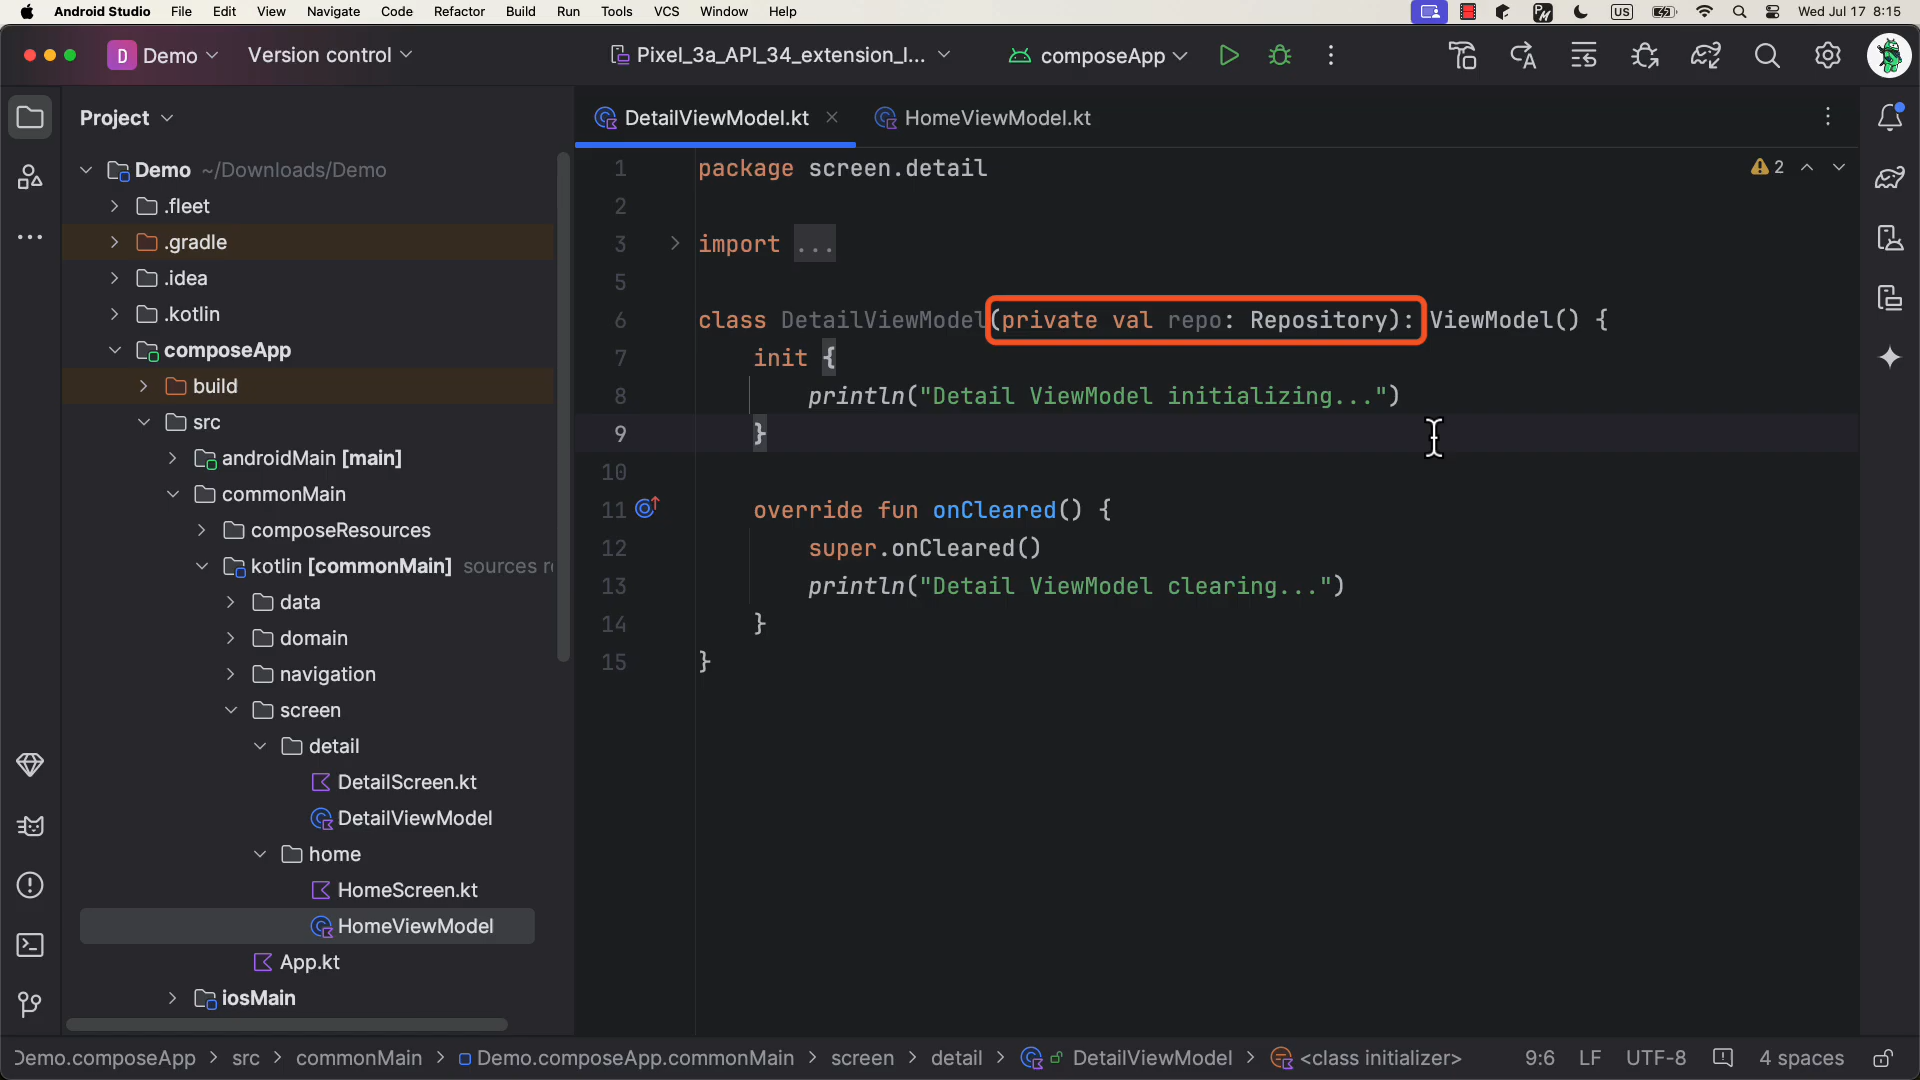 Android Studio File Edit View Navigate Code Refactor Build Run Tools VCS Window Help US Wed Jul 17 8:15
D Demo Version control Pixel_3a_API_34_extension_l... composeApp
Project
DetailViewModel.kt HomeViewModel.kt
Demo ~/Downloads/Demo
.fleet
.gradle
.idea
.kotlin
composeApp
build
src
androidMain [main]
commonMain
composeResources
kotlin [commonMain] sources r
data
domain
navigation
screen
detail
DetailScreen.kt
DetailViewModel
home
HomeScreen.kt
HomeViewModel
App.kt
iosMain
1 package screen.detail
2
3 import ...
5
6 class DetailViewModel(private val repo: Repository): ViewModel() {
7 init {
8 println("Detail ViewModel initializing...")
9 }
10
11 override fun onCleared() {
12 super.onCleared()
13 println("Detail ViewModel clearing...")
14 }
15 }
2
Demo.composeApp > src > commonMain > Demo.composeApp.commonMain > screen > detail > DetailViewModel > <class initializer> 9:6 LF UTF-8 4 spaces